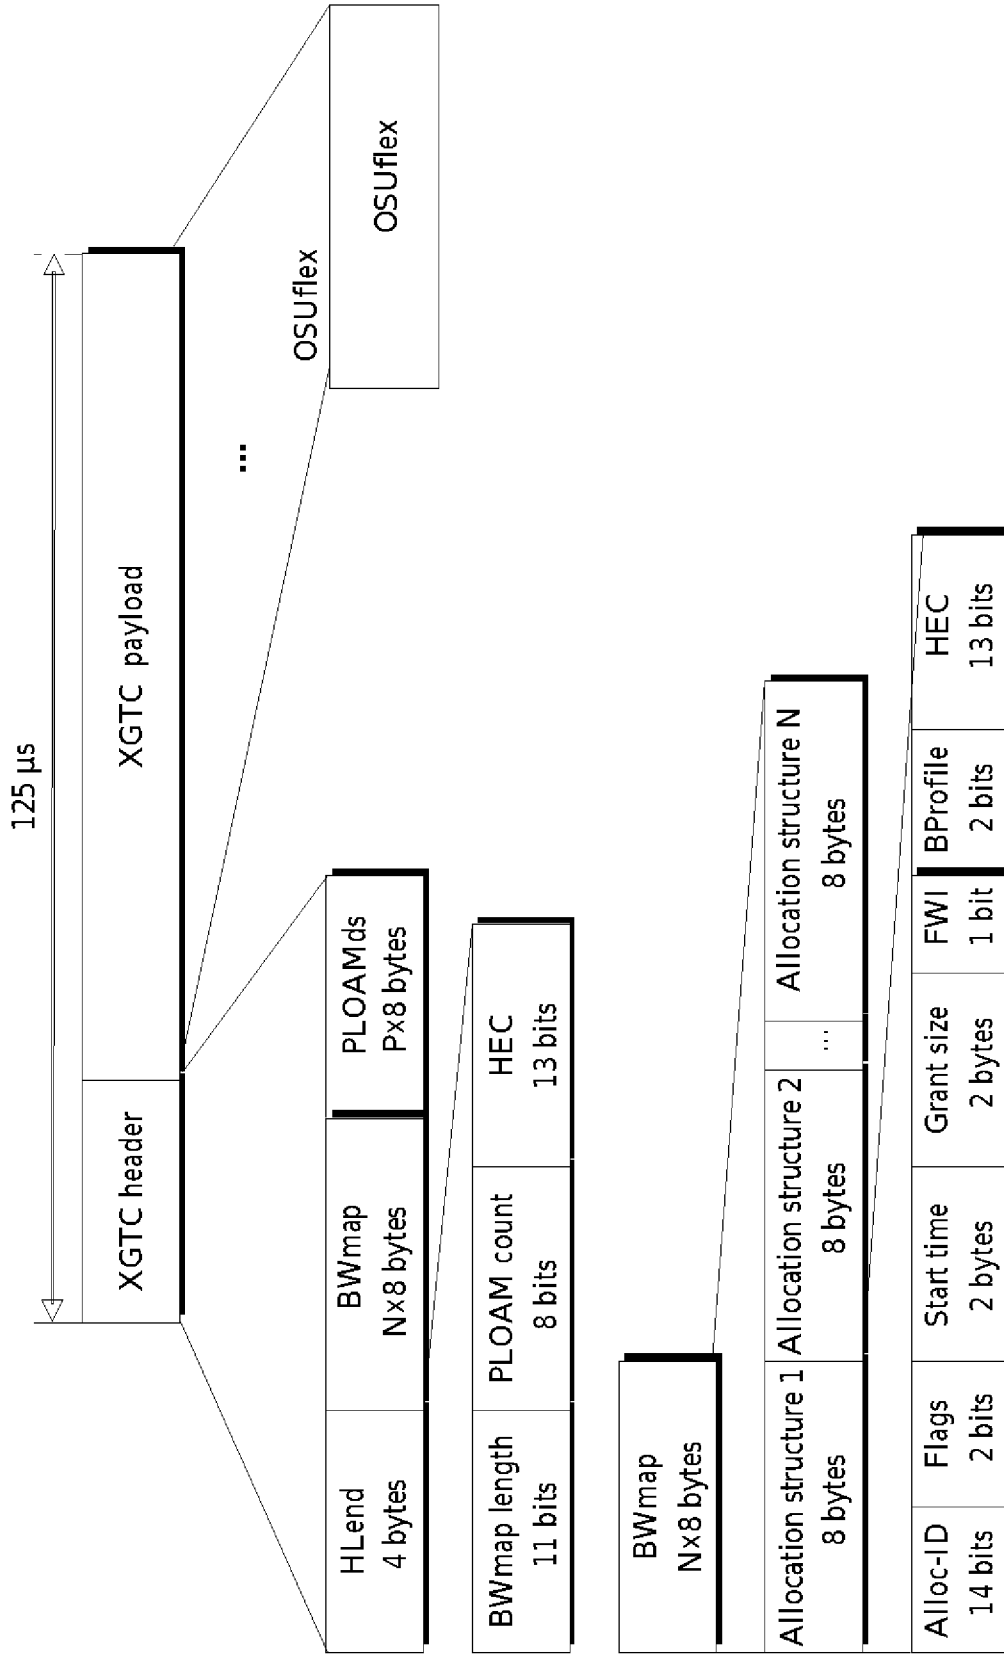 125 μs
XGTC header
XGTC payload
...
OSUflex
OSUflex
HLend
4 bytes
BWmap
N×8 bytes
PLOAMds
P×8 bytes
BWmap length
11 bits
PLOAM count
8 bits
HEC
13 bits
BWmap
N×8 bytes
Allocation structure 1
8 bytes
Allocation structure 2
8 bytes
...
Allocation structure N
8 bytes
Alloc-ID
14 bits
Flags
2 bits
Start time
2 bytes
Grant size
2 bytes
FWI
1 bit
BProfile
2 bits
HEC
13 bits